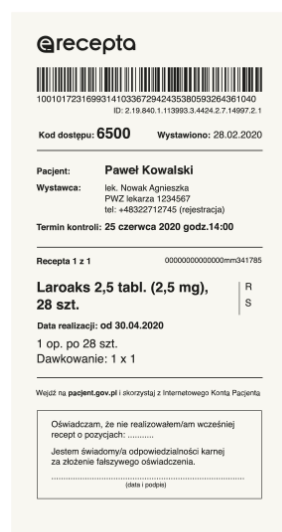 erecepta
10010172316993141033672942435380593264361040
ID: 2.19.840.1.113993.3.4424.2.7.14997.2.1
Kod dostępu: 6500 Wystawiono: 28.02.2020
Pacjent: Paweł Kowalski
Wystawca: lek. Nowak Agnieszka
PWZ lekarza 1234567
tel: +48322712745 (rejestracja)
Termin kontroli: 25 czerwca 2020 godz.14:00
Recepta 1 z 1 00000000000000mm341785
Laroaks 2,5 tabl. (2,5 mg), R
28 szt. S
Data realizacji: od 30.04.2020
1 op. po 28 szt.
Dawkowanie: 1 x 1
Wejdź na pacjent.gov.pl i skorzystaj z Internetowego Konta Pacjenta
Oświadczam, że nie realizowałem/am wcześniej
recept o pozycjach: ...........
Jestem świadomy/a odpowiedzialności karnej
za złożenie fałszywego oświadczenia.
(data i podpis)